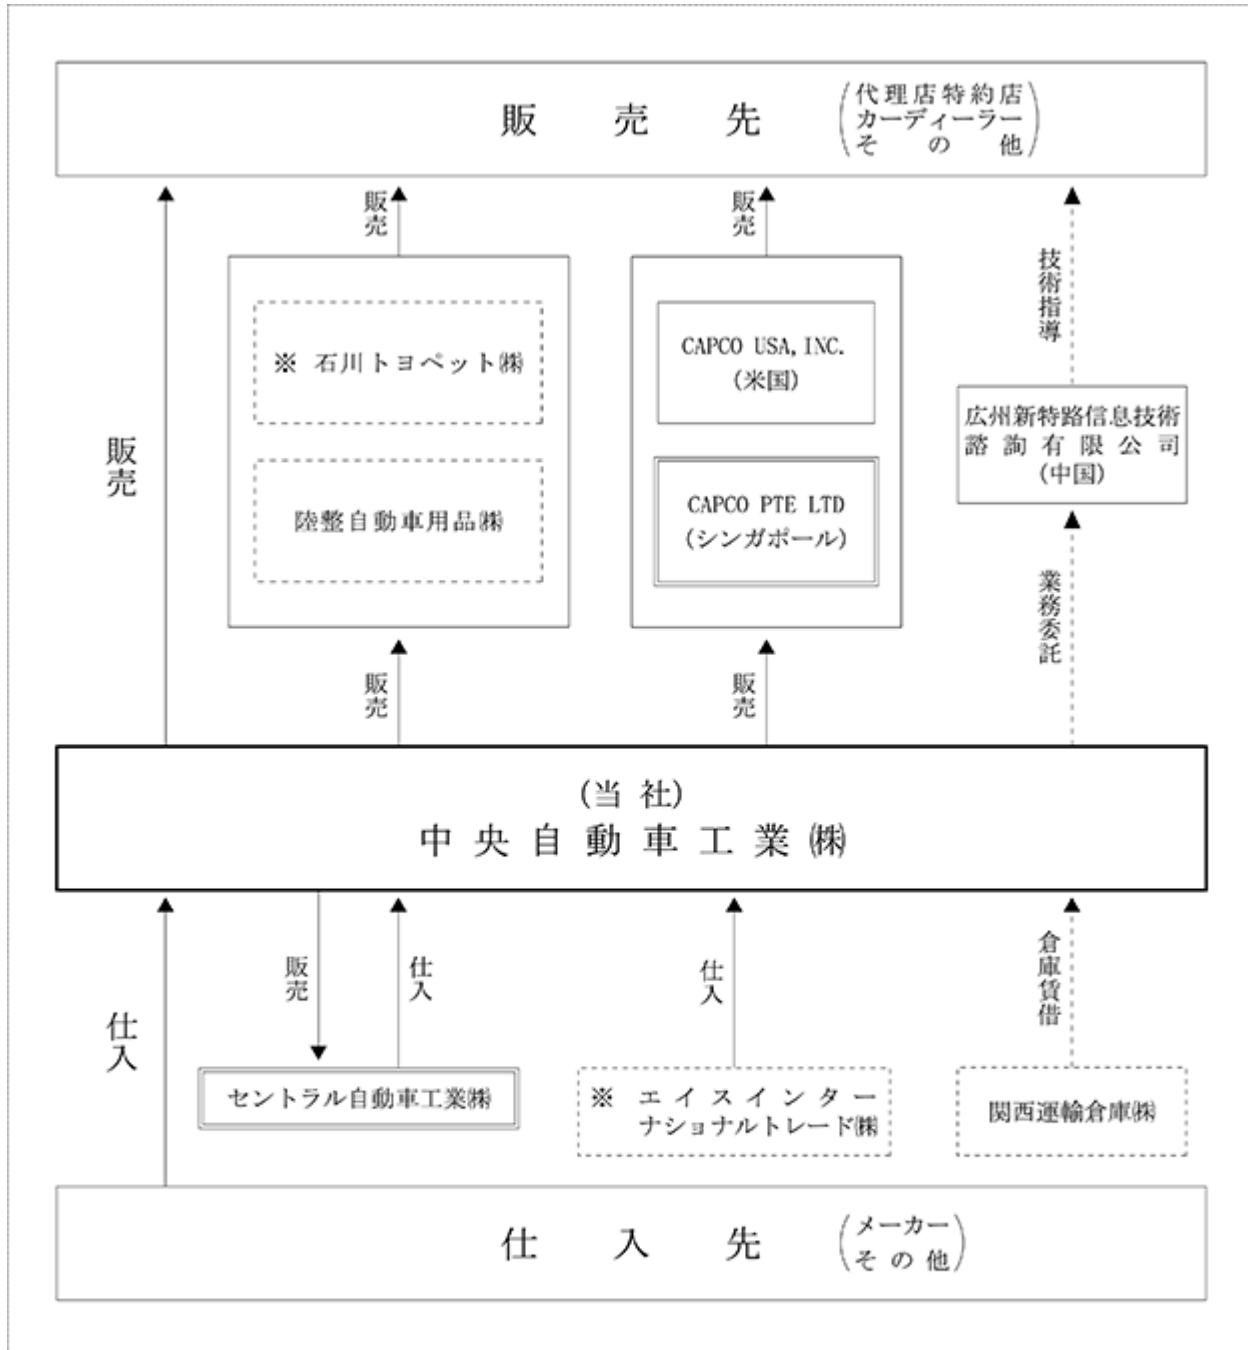 販売先
代理店特約店
カーディーラー
その他
販売
販売
販売
技術指導
※ 石川トヨペット㈱
陸整自動車用品㈱
CAPCO USA, INC.
(米国)
CAPCO PTE LTD
(シンガポール)
広州新特路信息技術
諮詢有限公司
(中国)
販売
販売
業務委託
(当社)
中央自動車工業㈱
仕入
販売
仕入
仕入
倉庫賃借
セントラル自動車工業㈱
※ エイスインター
ナショナルトレード㈱
関西運輸倉庫㈱
仕入先
メーカー
その他